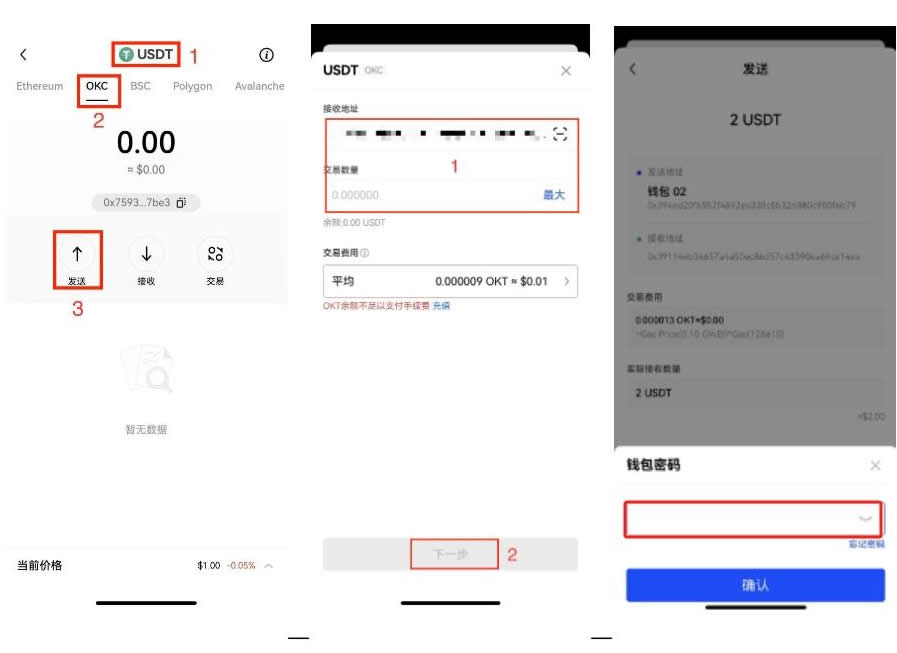 USDT 1
Ethereum OKC BSC Polygon Avalanche
2
0.00
≈ $0.00
0x7593...7be3
发送 接收 交易
3
暂无数据
当前价格 $1.00 -0.05%
USDT OKC
接收地址
1
交易数量
0.000000 最大
余额:0.00 USDT
交易费用
平均 0.000009 OKT ≈ $0.01
OKT余额不足以支付手续费 充值
下一步 2
发送
2 USDT
发送地址
钱包 02
接收地址
交易费用
0.000013 OKT≈$0.00
实际接收数量
2 USDT
≈$2.00
钱包密码
忘记密码
确认